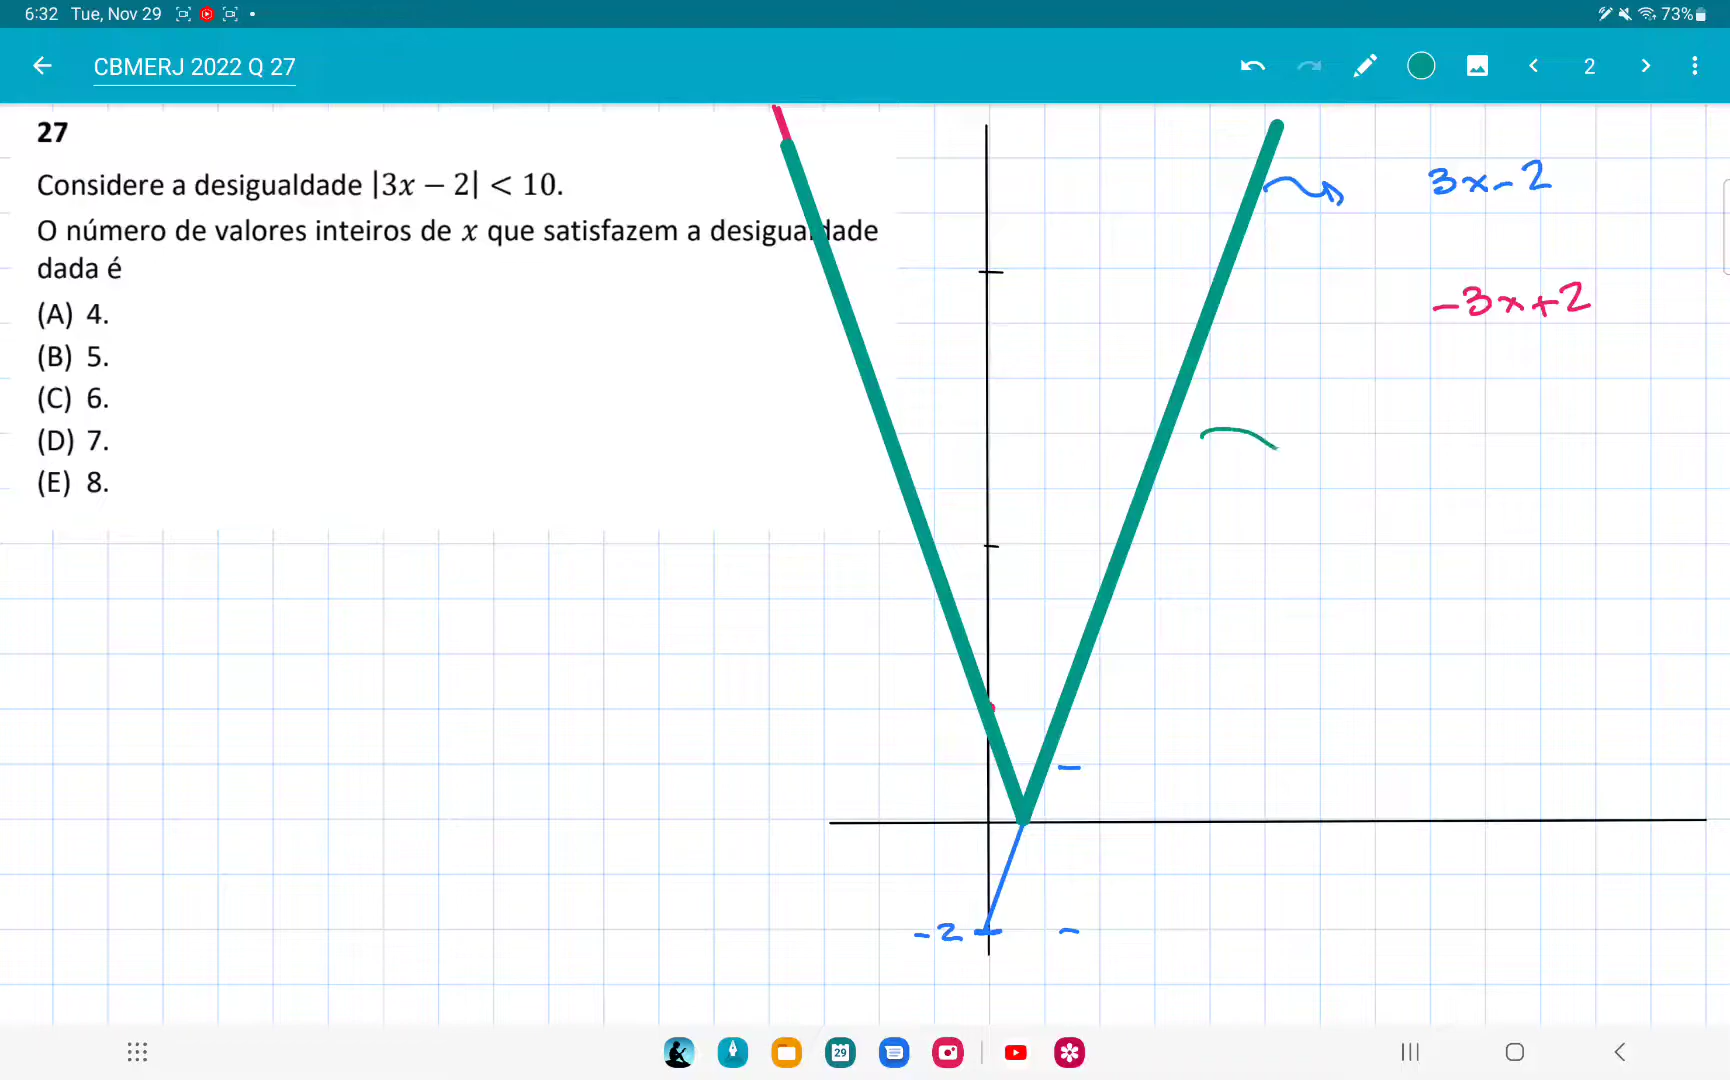 6:32 Tue, Nov 29 73%
CBMERJ 2022 Q 27 2
27
Considere a desigualdade |3x − 2| < 10.
O número de valores inteiros de x que satisfazem a desigualdade
dada é
(A) 4.
(B) 5.
(C) 6.
(D) 7.
(E) 8.
3x-2
-3x+2
-2
29